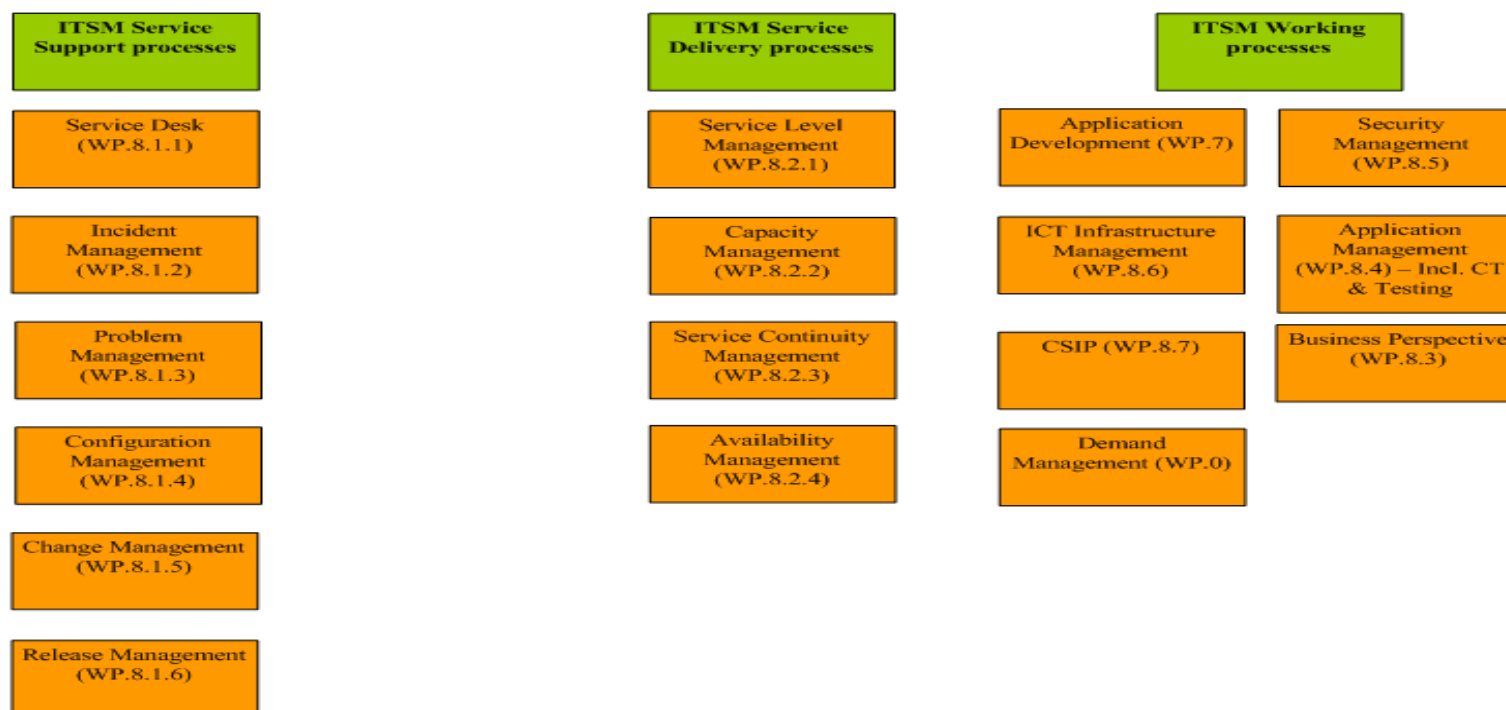 ITSM Service
Support processes
Service Desk
(WP.8.1.1)
Incident
Management
(WP.8.1.2)
Problem
Management
(WP.8.1.3)
Configuration
Management
(WP.8.1.4)
Change Management
(WP.8.1.5)
Release Management
(WP.8.1.6)
ITSM Service
Delivery processes
Service Level
Management
(WP.8.2.1)
Capacity
Management
(WP.8.2.2)
Service Continuity
Management
(WP.8.2.3)
Availability
Management
(WP.8.2.4)
ITSM Working
processes
Application
Development (WP.7)
Security
Management
(WP.8.5)
ICT Infrastructure
Management
(WP.8.6)
Application
Management
(WP.8.4) – Incl. CT
& Testing
CSIP (WP.8.7)
Business Perspective
(WP.8.3)
Demand
Management (WP.0)